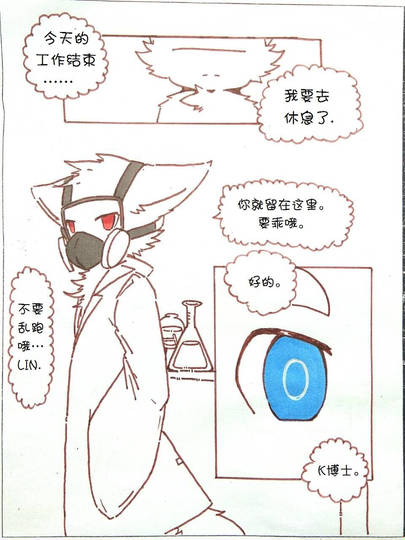 今天的
工作结束
……
我要去
休息了.
你就留在这里。
要乖哦。
好的。
不要
乱跑
哦…
LIN.
K博士。